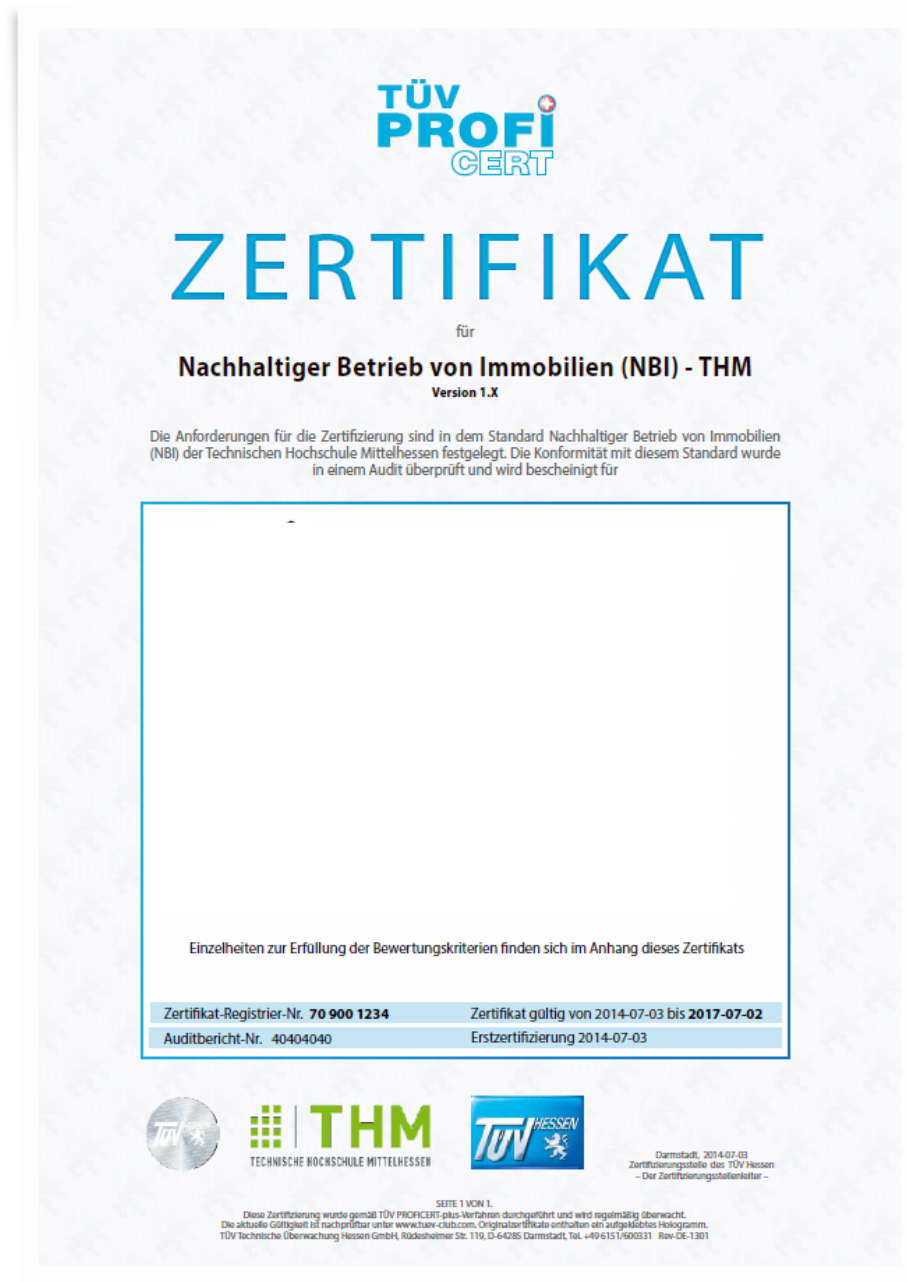 TÜV
PROFi
CERT
ZERTIFIKAT
für
Nachhaltiger Betrieb von Immobilien (NBI) - THM
Version 1.X
Die Anforderungen für die Zertifizierung sind in dem Standard Nachhaltiger Betrieb von Immobilien
(NBI) der Technischen Hochschule Mittelhessen festgelegt. Die Konformität mit diesem Standard wurde
in einem Audit überprüft und wird bescheinigt für
Einzelheiten zur Erfüllung der Bewertungskriterien finden sich im Anhang dieses Zertifikats
Zertifikat-Registrier-Nr. 70 900 1234 Zertifikat gültig von 2014-07-03 bis 2017-07-02
Auditbericht-Nr. 40404040 Erstzertifizierung 2014-07-03
TÜV
THM
TECHNISCHE HOCHSCHULE MITTELHESSEN
TÜV HESSEN
Darmstadt, 2014-07-03
Zertifizierungsstelle des TÜV Hessen
– Der Zertifizierungsstellenleiter –
SEITE 1 VON 1.
Diese Zertifizierung wurde gemäß TÜV PROFICERT-plus-Verfahren durchgeführt und wird regelmäßig überwacht.
Die aktuelle Gültigkeit ist nachprüfbar unter www.tuev-club.com. Originalzertifikate enthalten ein aufgeklebtes Hologramm.
TÜV Technische Überwachung Hessen GmbH, Rüdesheimer Str. 119, D-64285 Darmstadt, Tel. +49 6151/600331 Rev-DE-1301